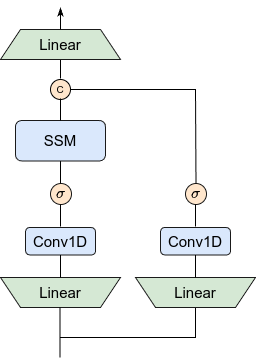 Linear
C
SSM
σ σ
Conv1D Conv1D
Linear Linear